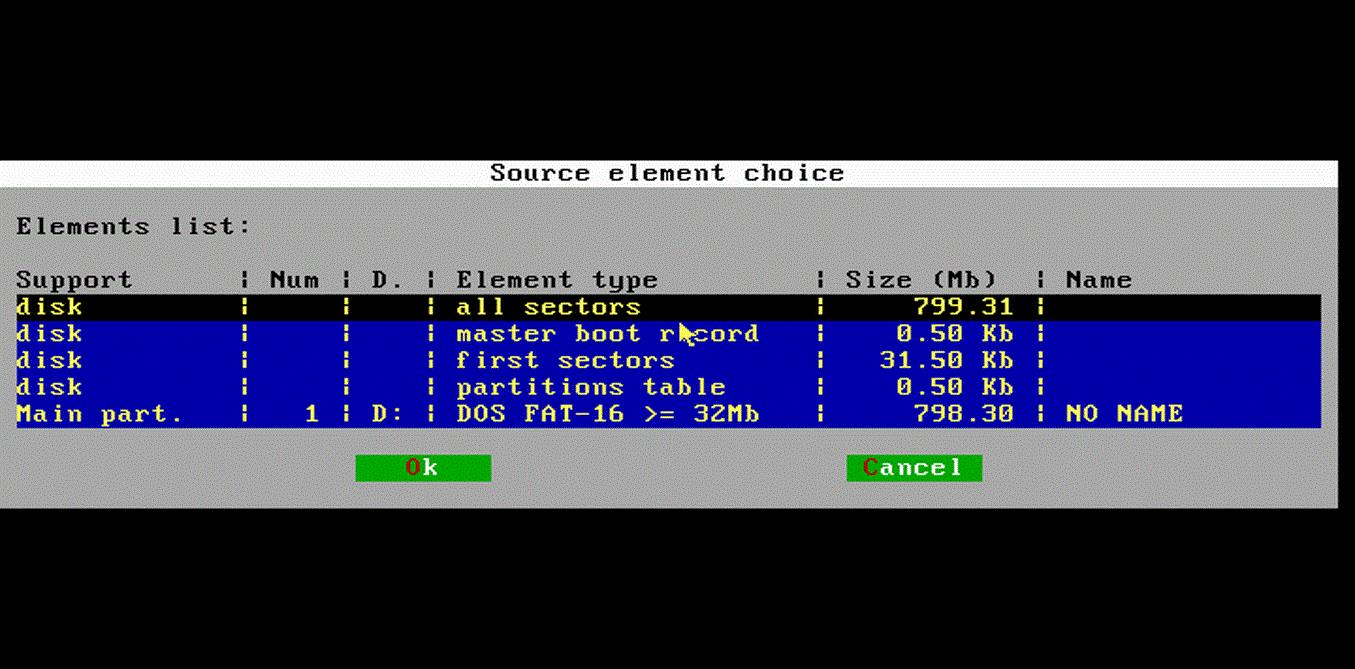 Source element choice
Elements list:
Support ¦ Num ¦ D. ¦ Element type ¦ Size (Mb) ¦ Name
disk ¦ ¦ ¦ all sectors ¦ 799.31 ¦
disk ¦ ¦ ¦ master boot record ¦ 0.50 Kb ¦
disk ¦ ¦ ¦ first sectors ¦ 31.50 Kb ¦
disk ¦ ¦ ¦ partitions table ¦ 0.50 Kb ¦
Main part. ¦ 1 ¦ D: ¦ DOS FAT-16 >= 32Mb ¦ 798.30 ¦ NO NAME
Ok Cancel